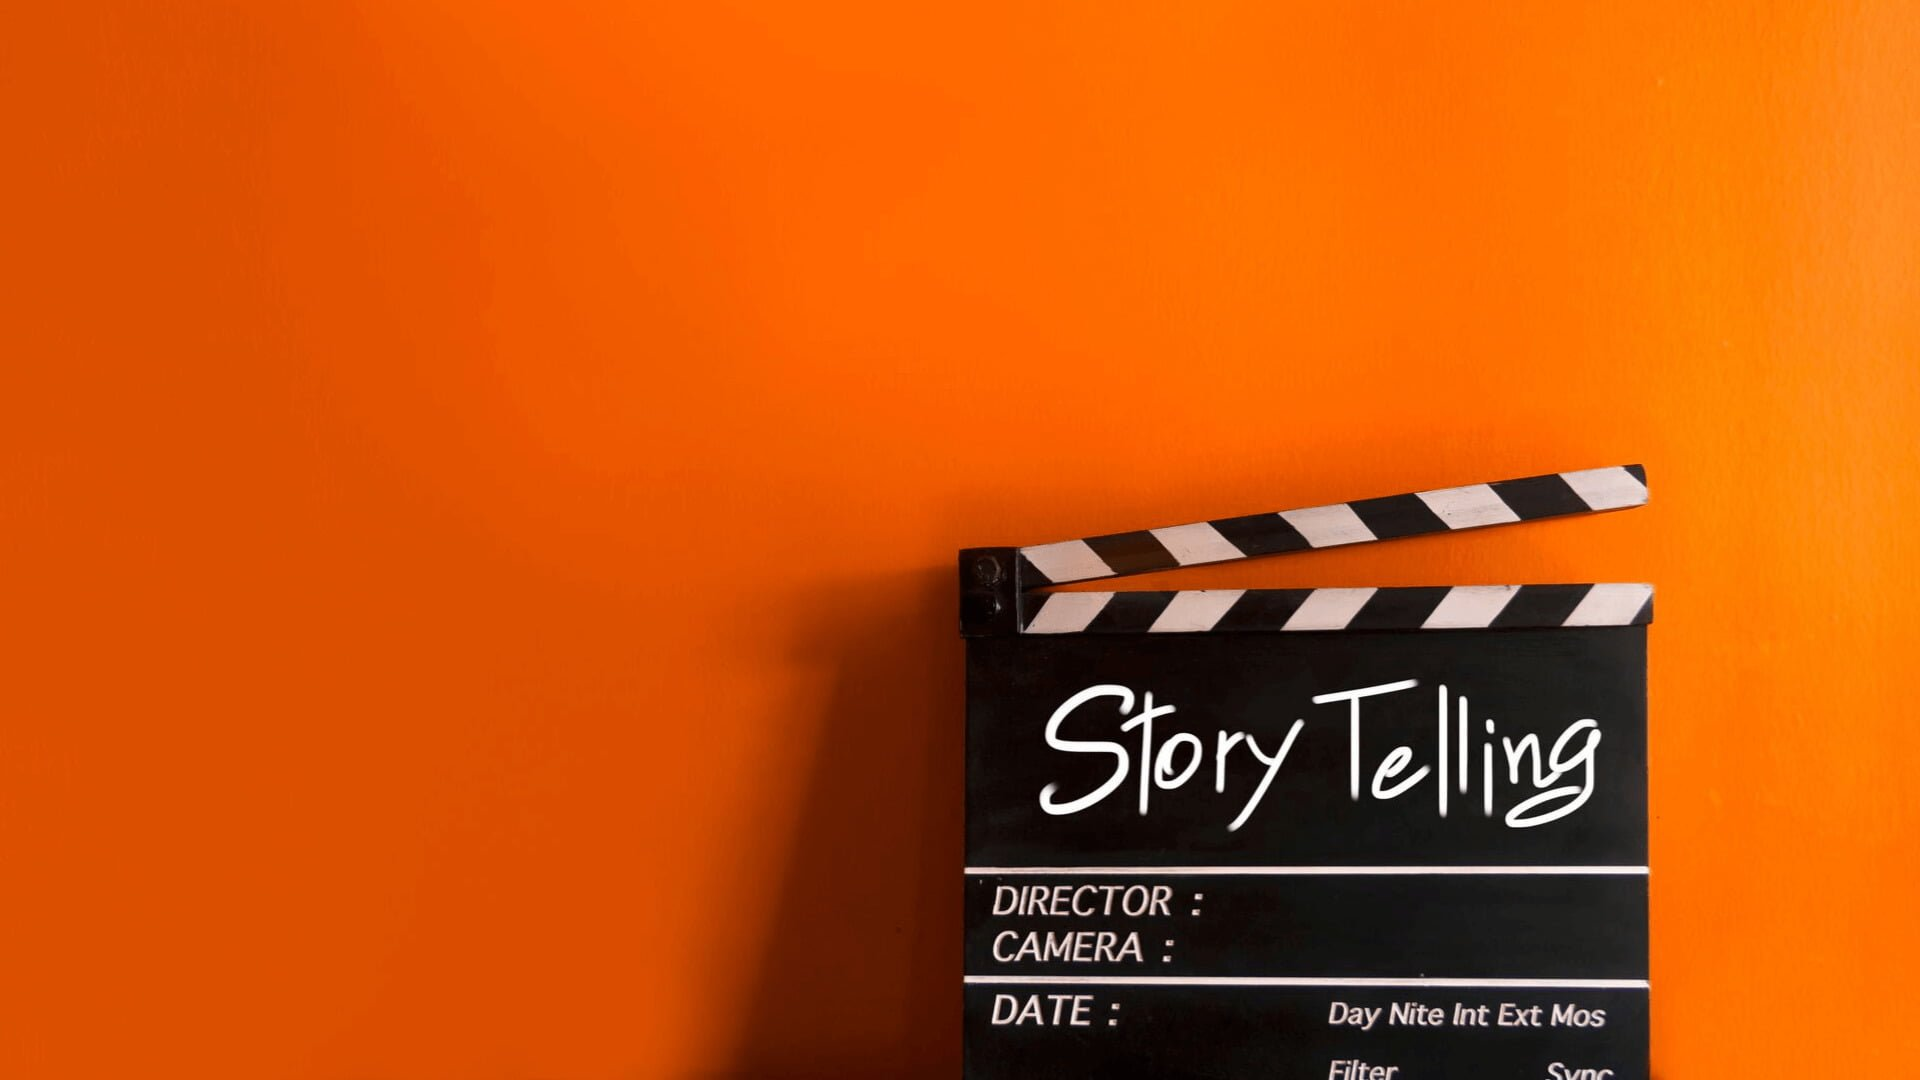 Story Telling
DIRECTOR :
CAMERA :
DATE :
Day Nite Int Ext Mos
Filter
Sync